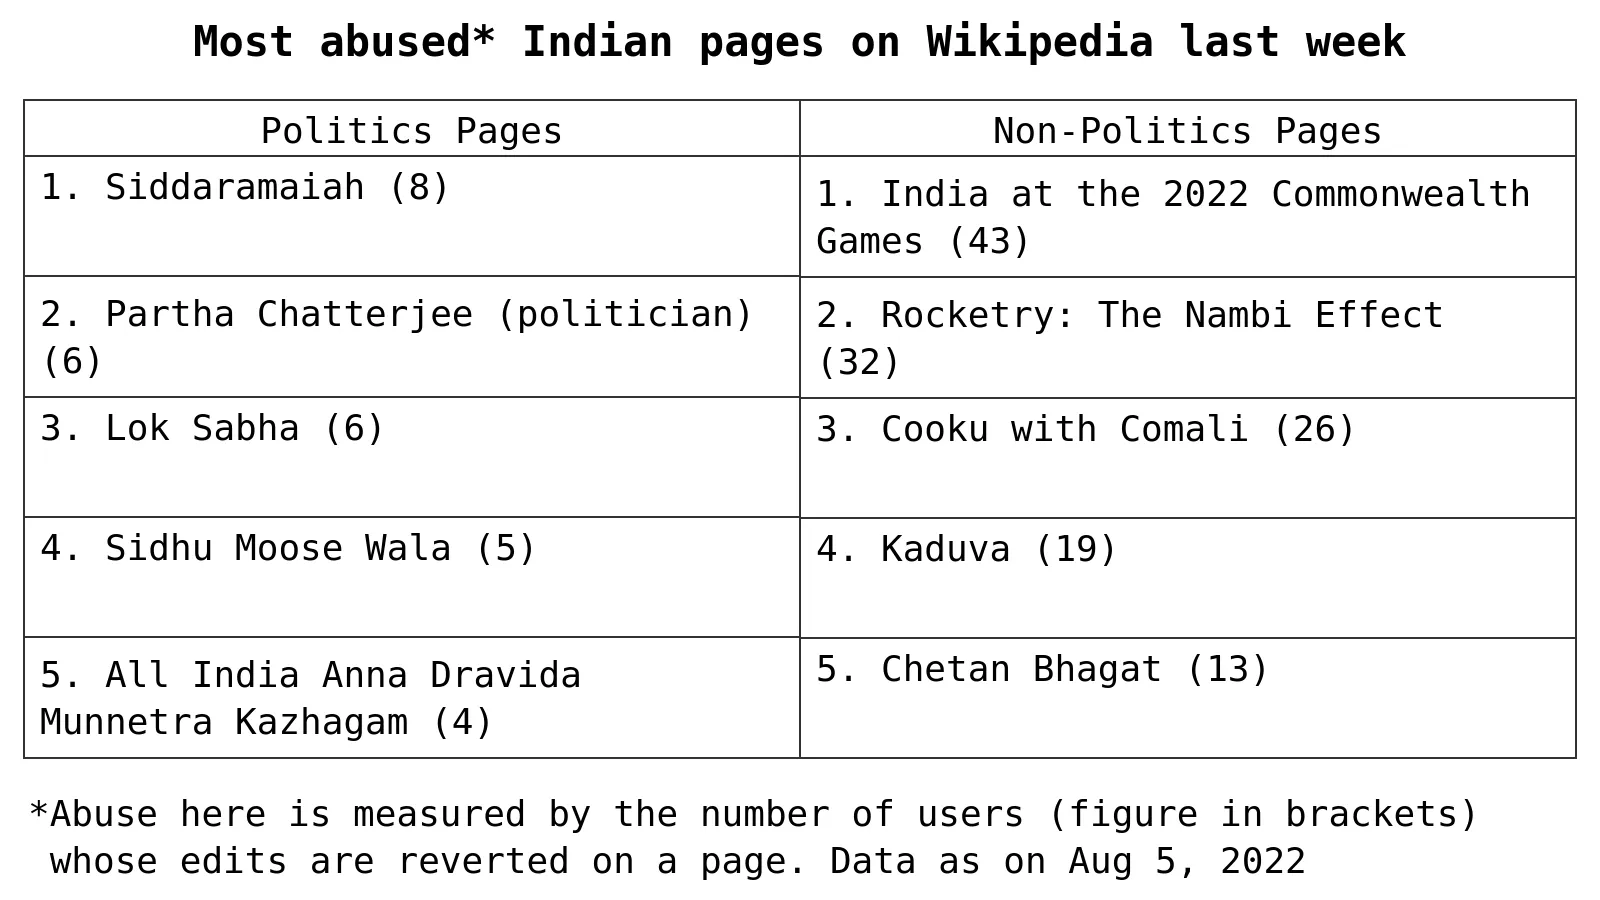 Most abused* Indian pages on Wikipedia last week
Politics Pages
Non-Politics Pages
1. Siddaramaiah (8)
1. India at the 2022 Commonwealth
Games (43)
2. Partha Chatterjee (politician)
(6)
2. Rocketry: The Nambi Effect
(32)
3. Lok Sabha (6)
3. Cooku with Comali (26)
4. Sidhu Moose Wala (5)
4. Kaduva (19)
5. All India Anna Dravida
Munnetra Kazhagam (4)
5. Chetan Bhagat (13)
*Abuse here is measured by the number of users (figure in brackets)
whose edits are reverted on a page. Data as on Aug 5, 2022